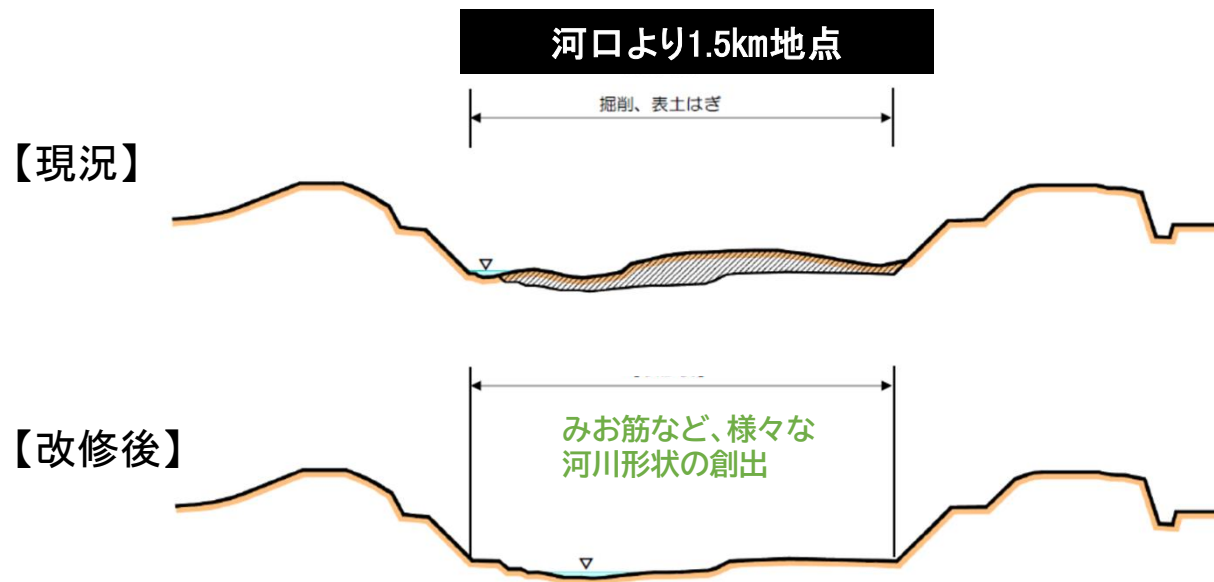 河口より1.5km地点
掘削、表土はぎ
【現況】
▽
みお筋など、様々な
河川形状の創出
【改修後】
▽